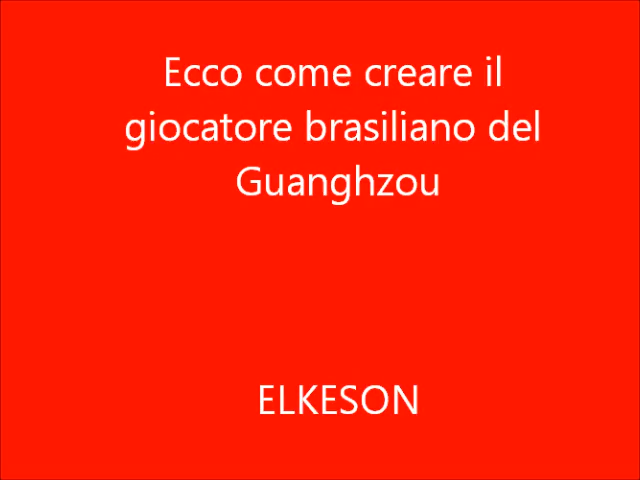 Ecco come creare il
giocatore brasiliano del
Guanghzou
ELKESON